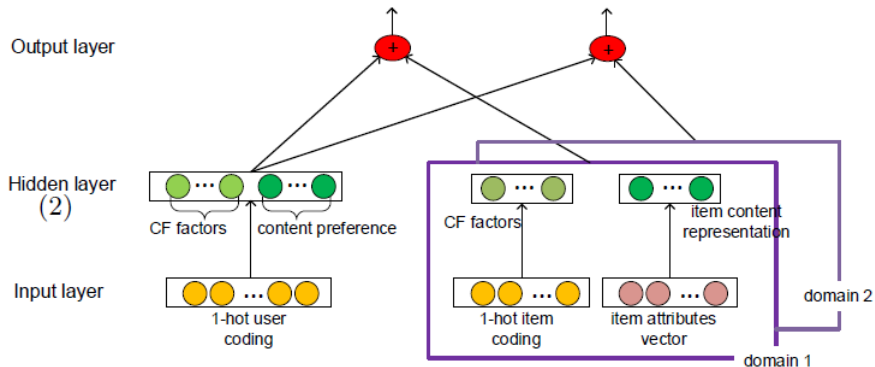 Output layer
+
+
Hidden layer
(2)
••• •••
CF factors
content preference
••• •••
CF factors
item content
representation
Input layer
••• ••• •••
1-hot user
coding
1-hot item
coding
item attributes
vector
domain 2
domain 1